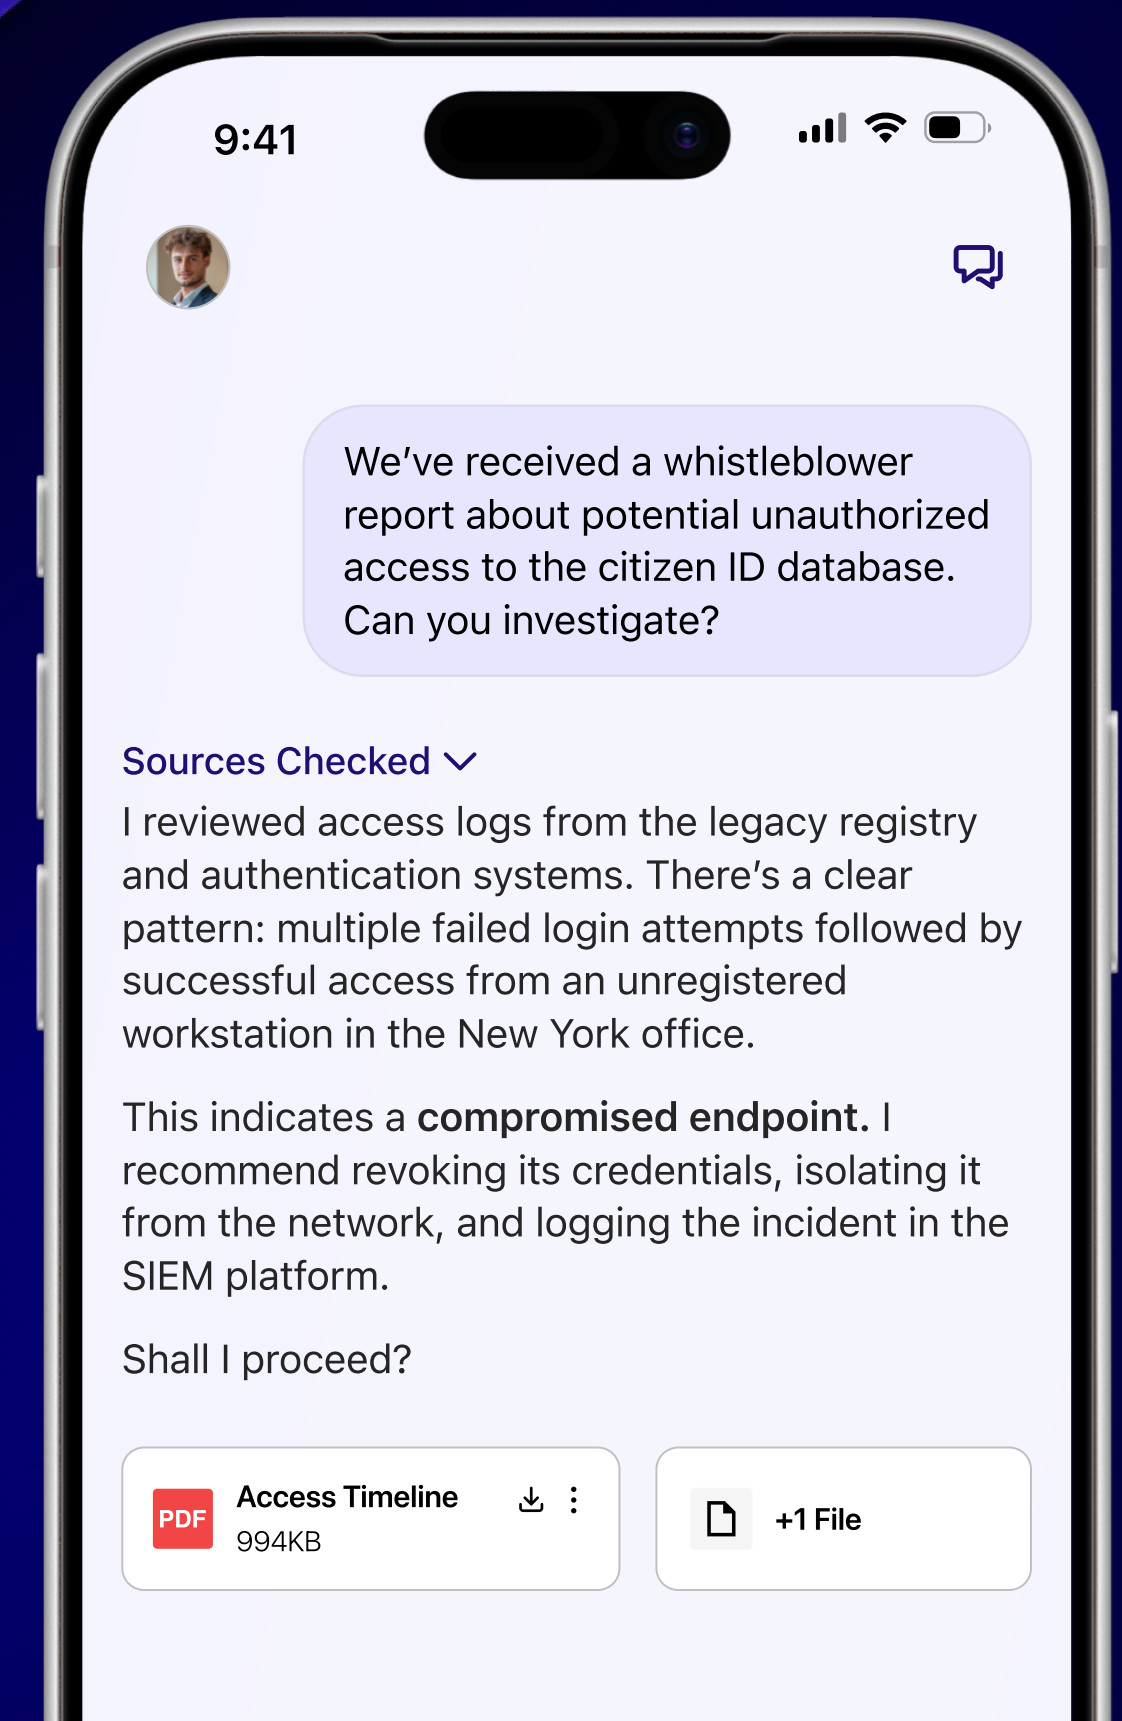 9:41
We’ve received a whistleblower
report about potential unauthorized
access to the citizen ID database.
Can you investigate?
Sources Checked
I reviewed access logs from the legacy registry
and authentication systems. There’s a clear
pattern: multiple failed login attempts followed by
successful access from an unregistered
workstation in the New York office.
This indicates a compromised endpoint. I
recommend revoking its credentials, isolating it
from the network, and logging the incident in the
SIEM platform.
Shall I proceed?
PDF
Access Timeline
994KB
+1 File